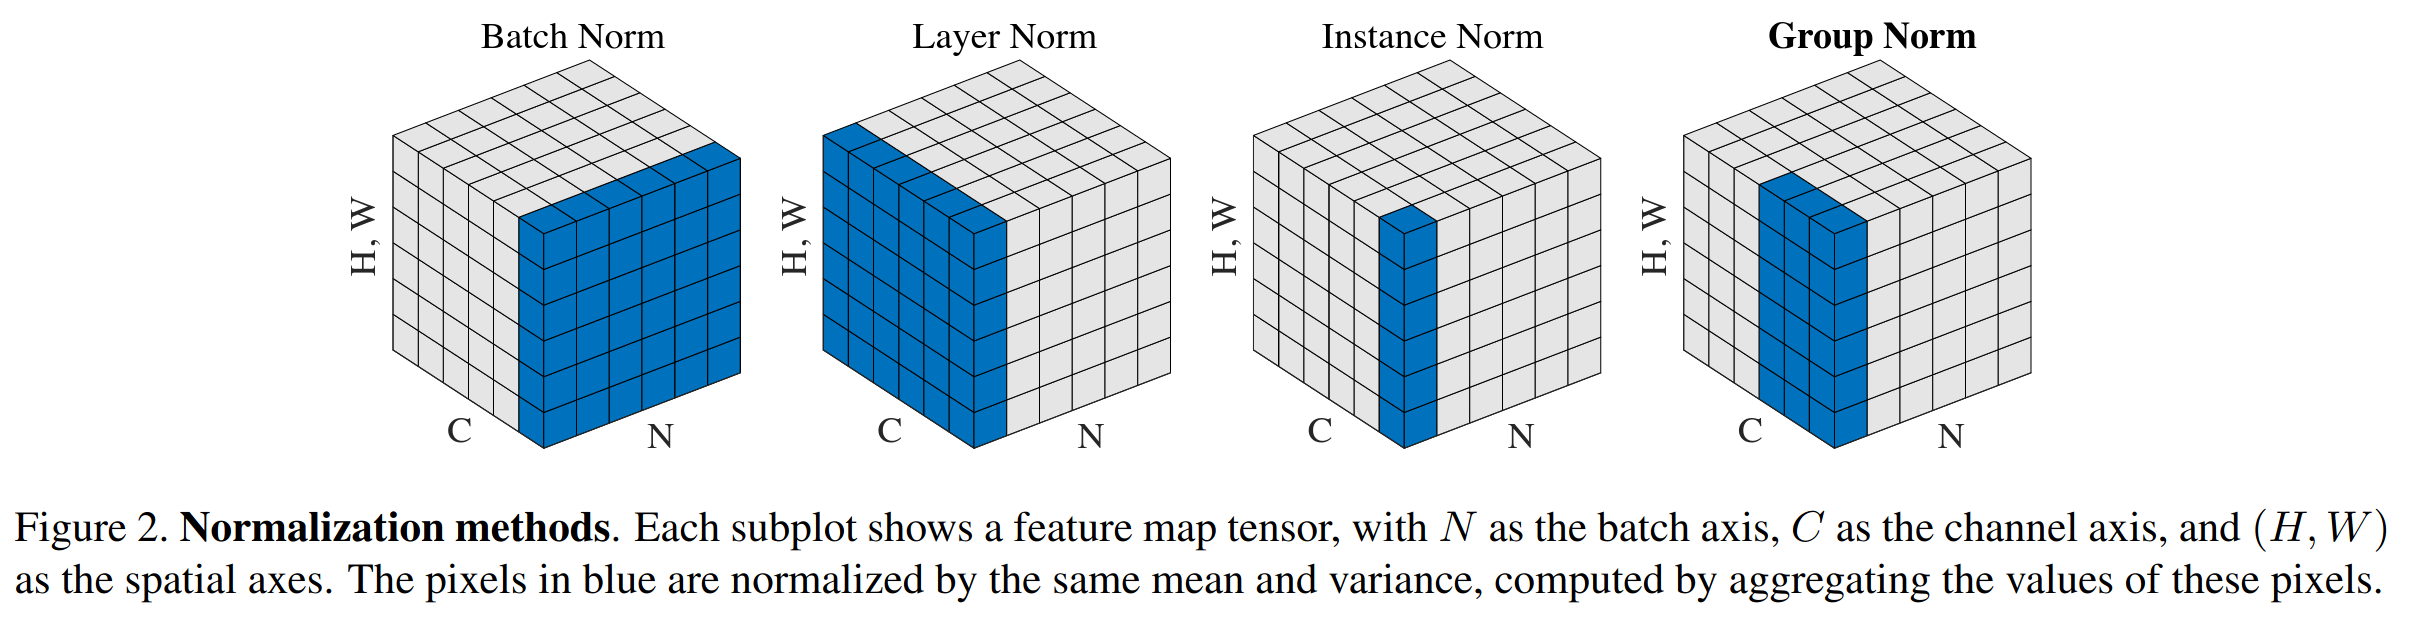 Batch Norm
Layer Norm
Instance Norm
Group Norm
H, W
C
N
H, W
C
N
H, W
C
N
H, W
C
N
Figure 2. Normalization methods. Each subplot shows a feature map tensor, with N as the batch axis, C as the channel axis, and (H, W)
as the spatial axes. The pixels in blue are normalized by the same mean and variance, computed by aggregating the values of these pixels.